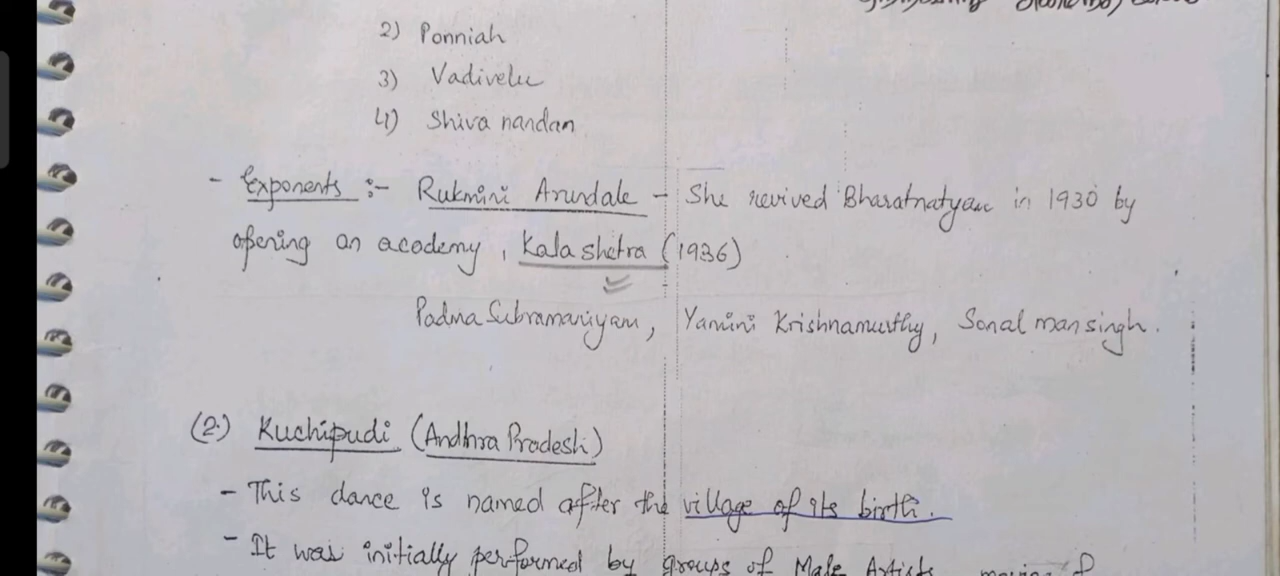 2) Ponniah
3) Vadivelu
4) Shiva nandan
- Exponents :- Rukmini Arundale - She revived Bharatnatyam in 1930 by
opening an academy, Kala shetra (1936)
Padma Subramaniyam, Yamini Krishnamurthy, Sonal mansingh.
(2.) Kuchipudi (Andhra Pradesh)
- This dance is named after the village of its birth.
- It was initially performed by groups of Male Artists